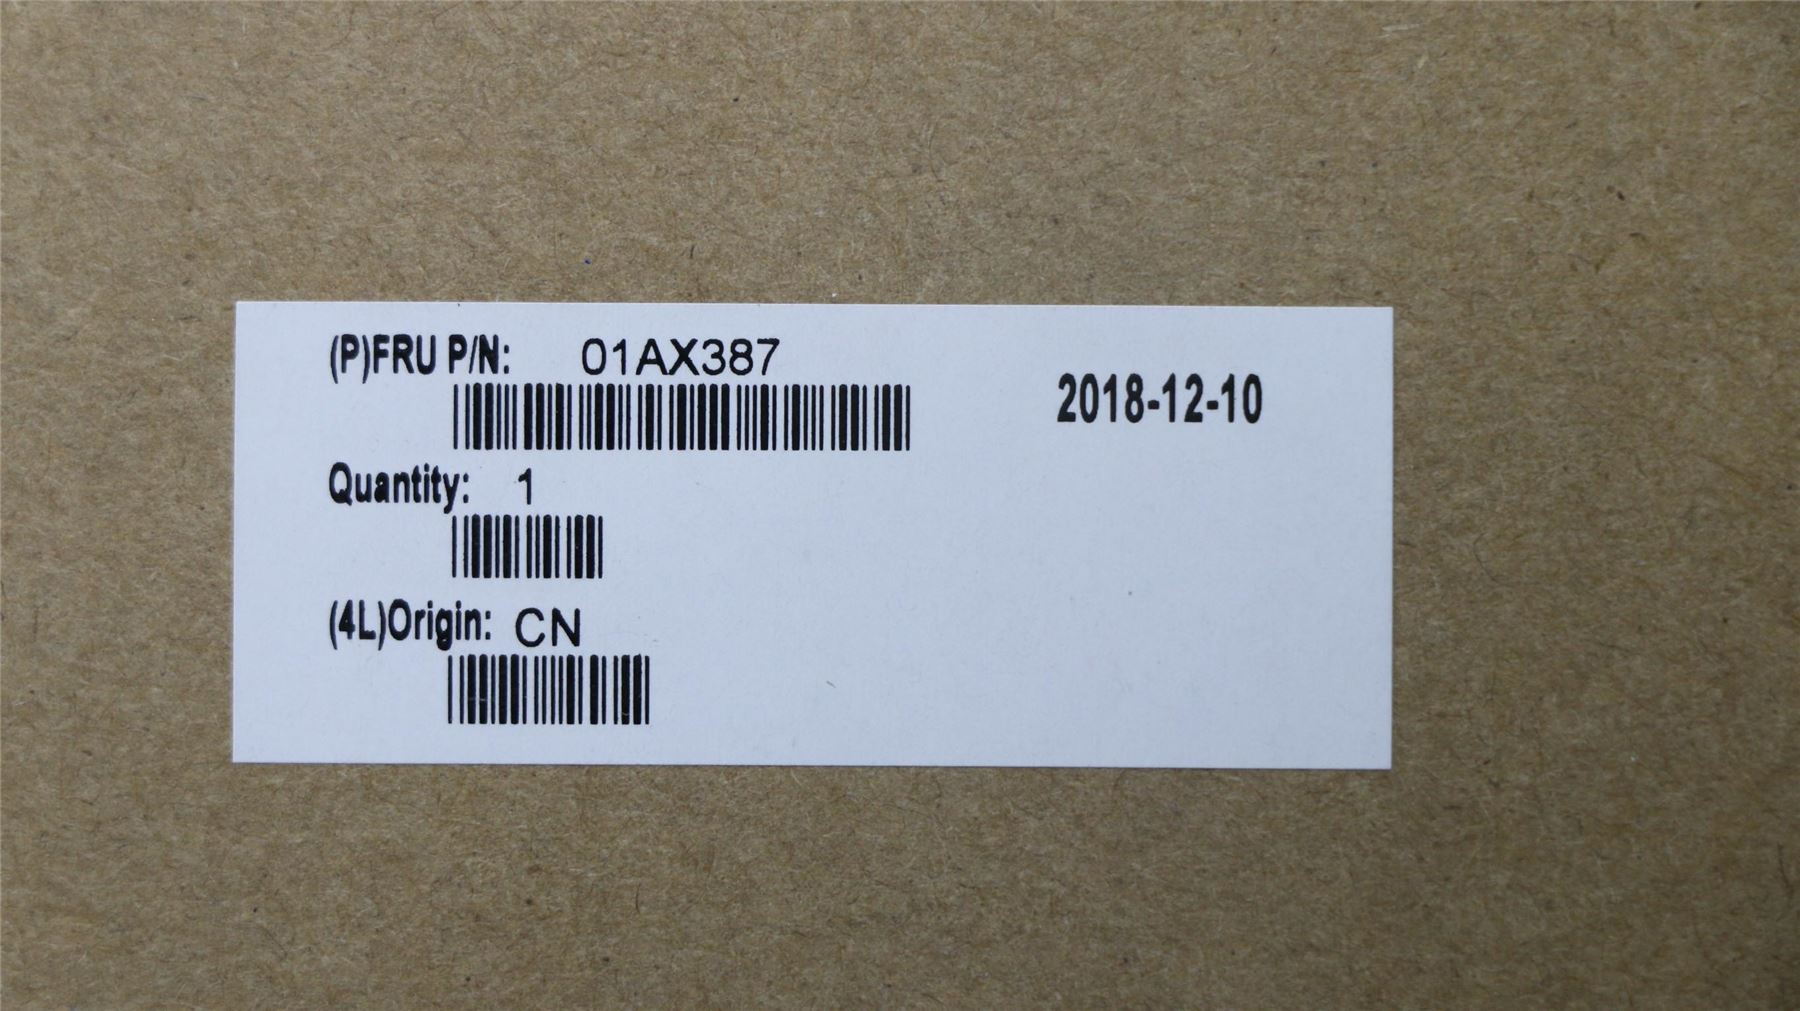 (P)FRU P/N: 01AX387
2018-12-10
Quantity: 1
(4L)Origin: CN